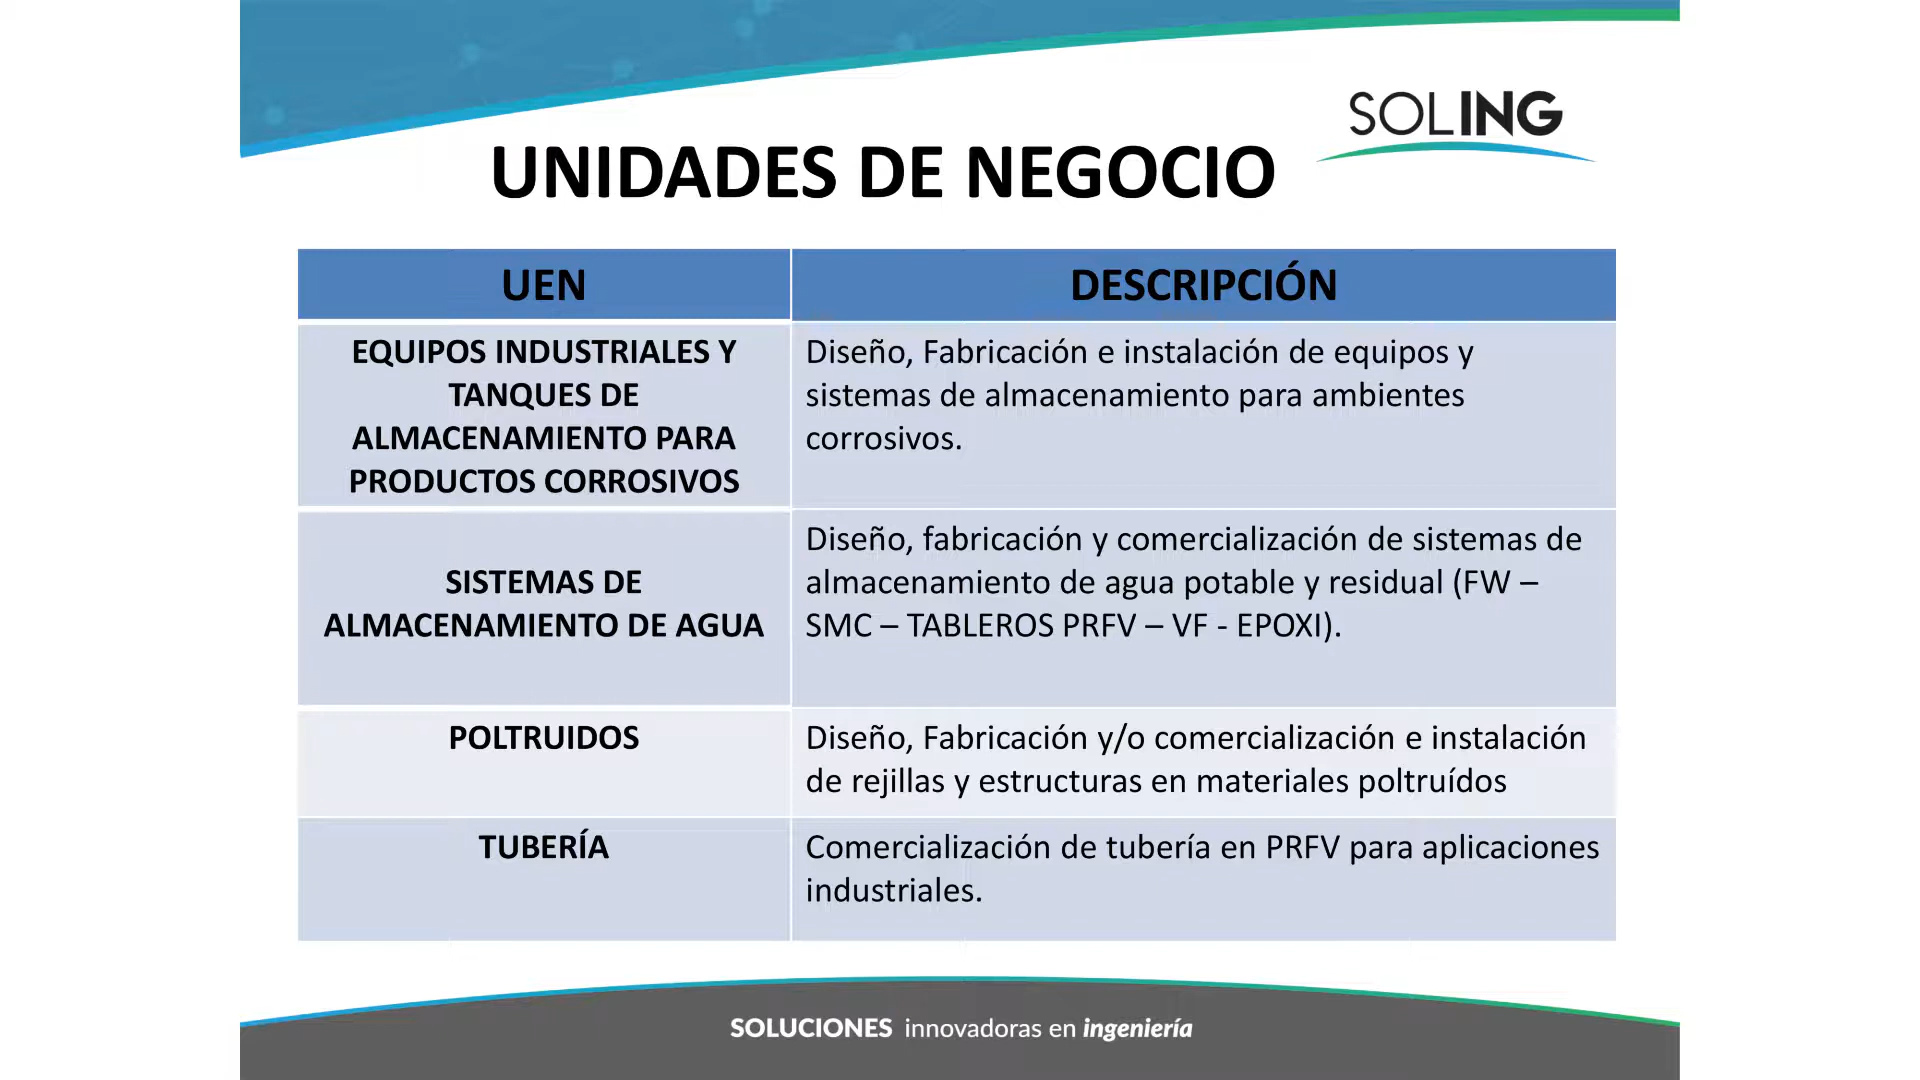 SOLING
UNIDADES DE NEGOCIO
UEN
DESCRIPCIÓN
EQUIPOS INDUSTRIALES Y
TANQUES DE
ALMACENAMIENTO PARA
PRODUCTOS CORROSIVOS
Diseño, Fabricación e instalación de equipos y
sistemas de almacenamiento para ambientes
corrosivos.
SISTEMAS DE
ALMACENAMIENTO DE AGUA
Diseño, fabricación y comercialización de sistemas de
almacenamiento de agua potable y residual (FW –
SMC – TABLEROS PRFV – VF - EPOXI).
POLTRUIDOS
Diseño, Fabricación y/o comercialización e instalación
de rejillas y estructuras en materiales poltruídos
TUBERÍA
Comercialización de tubería en PRFV para aplicaciones
industriales.
SOLUCIONES innovadoras en ingeniería